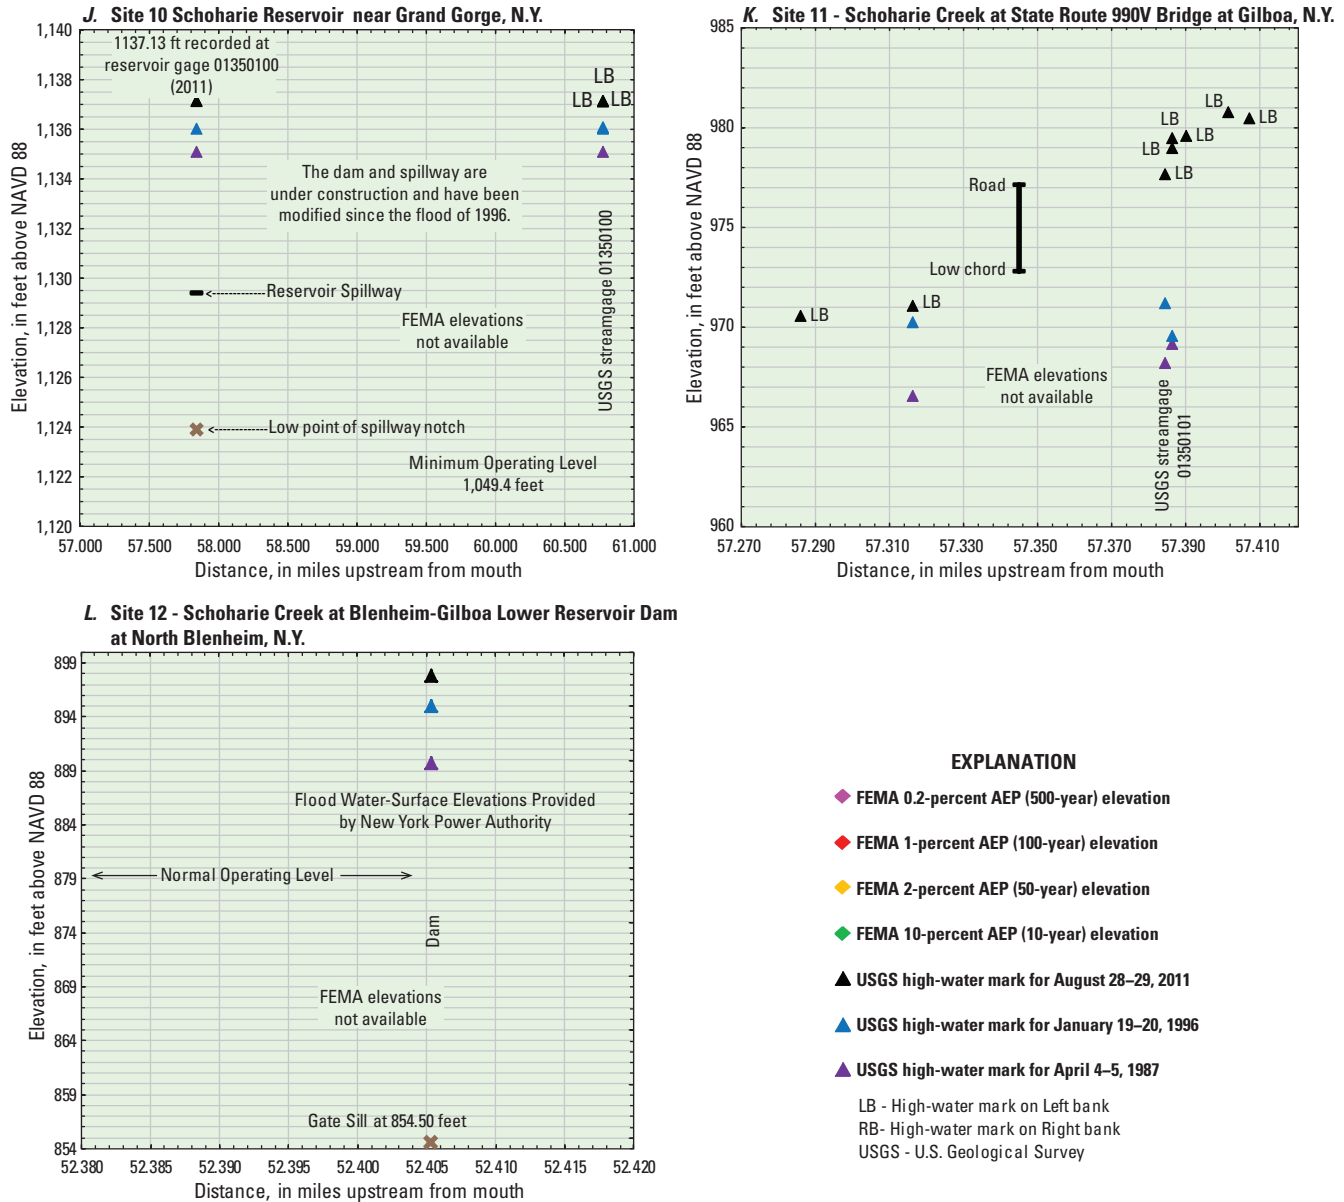 J. Site 10 Schoharie Reservoir near Grand Gorge, N.Y.
1,140
1,138
1,136
1,134
1,132
1,130
1,128
1,126
1,124
1,122
1,120
Elevation, in feet above NAVD 88
1137.13 ft recorded at
reservoir gage 01350100
(2011)
LB
LB LB
The dam and spillway are
under construction and have been
modified since the flood of 1996.
Reservoir Spillway
FEMA elevations
not available
USGS streamgage 01350100
Low point of spillway notch
Minimum Operating Level
1,049.4 feet
57.000 57.500 58.000 58.500 59.000 59.500 60.000 60.500 61.000
Distance, in miles upstream from mouth
K. Site 11 - Schoharie Creek at State Route 990V Bridge at Gilboa, N.Y.
985
980
975
970
965
960
Elevation, in feet above NAVD 88
LB
LB
LB
LB
LB
LB
Road
Low chord
LB
LB
FEMA elevations
not available
USGS streamgage
01350101
57.270 57.290 57.310 57.330 57.350 57.370 57.390 57.410
Distance, in miles upstream from mouth
L. Site 12 - Schoharie Creek at Blenheim-Gilboa Lower Reservoir Dam
at North Blenheim, N.Y.
899
894
889
884
879
874
869
864
859
854
Elevation, in feet above NAVD 88
Flood Water-Surface Elevations Provided
by New York Power Authority
Normal Operating Level
Dam
FEMA elevations
not available
Gate Sill at 854.50 feet
52.380 52.385 52.390 52.395 52.400 52.405 52.410 52.415 52.420
Distance, in miles upstream from mouth
EXPLANATION
FEMA 0.2-percent AEP (500-year) elevation
FEMA 1-percent AEP (100-year) elevation
FEMA 2-percent AEP (50-year) elevation
FEMA 10-percent AEP (10-year) elevation
USGS high-water mark for August 28–29, 2011
USGS high-water mark for January 19–20, 1996
USGS high-water mark for April 4–5, 1987
LB - High-water mark on Left bank
RB- High-water mark on Right bank
USGS - U.S. Geological Survey